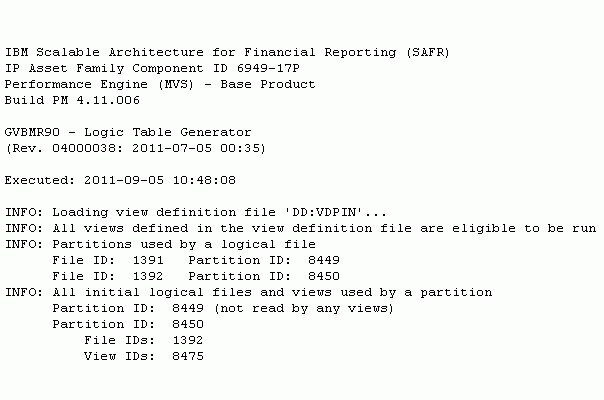 IBM Scalable Architecture for Financial Reporting (SAFR)
IP Asset Family Component ID 6949-17P
Performance Engine (MVS) - Base Product
Build PM 4.11.006
GVBMR90 - Logic Table Generator
(Rev. 04000038: 2011-07-05 00:35)
Executed: 2011-09-05 10:48:08
INFO: Loading view definition file 'DD:VDPIN'...
INFO: All views defined in the view definition file are eligible to be run
INFO: Partitions used by a logical file
File ID:  1391   Partition ID:  8449
File ID:  1392   Partition ID:  8450
INFO: All initial logical files and views used by a partition
Partition ID:  8449 (not read by any views)
Partition ID:  8450
File IDs:  1392
View IDs:  8475